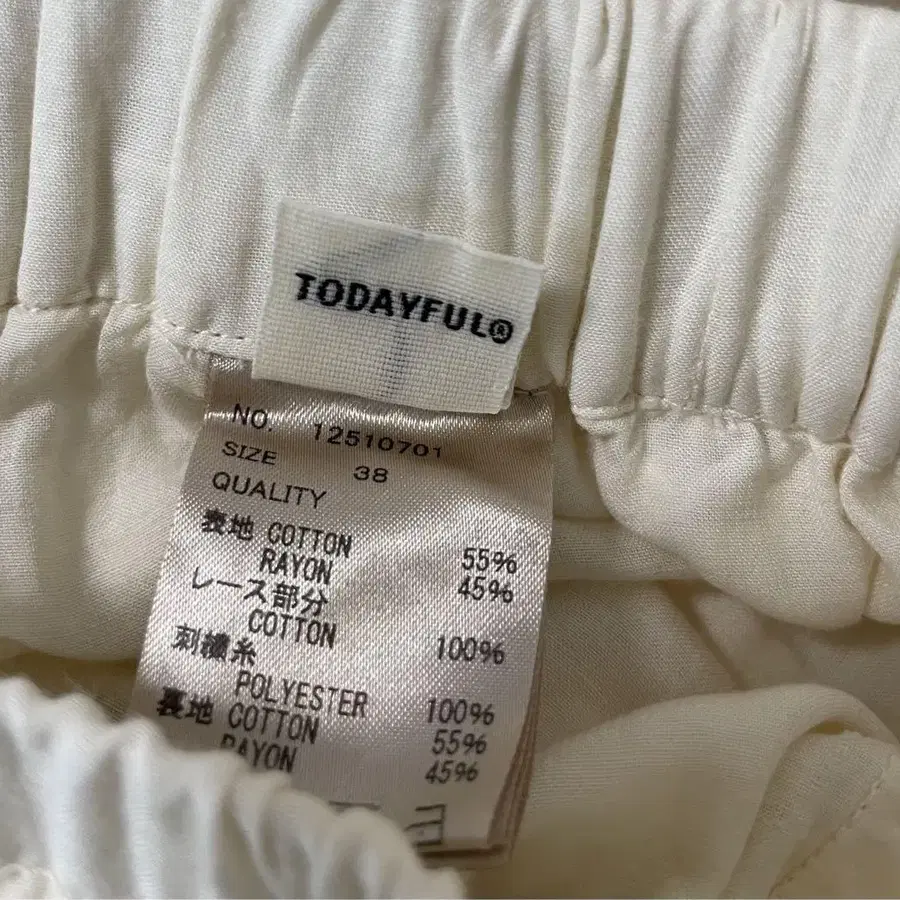 TODAYFUL®
NO. 12510701
SIZE 38
QUALITY
表地 COTTON 55%
RAYON 45%
レース部分
COTTON 100%
刺繍糸
POLYESTER 100%
裏地 COTTON 55%
RAYON 45%